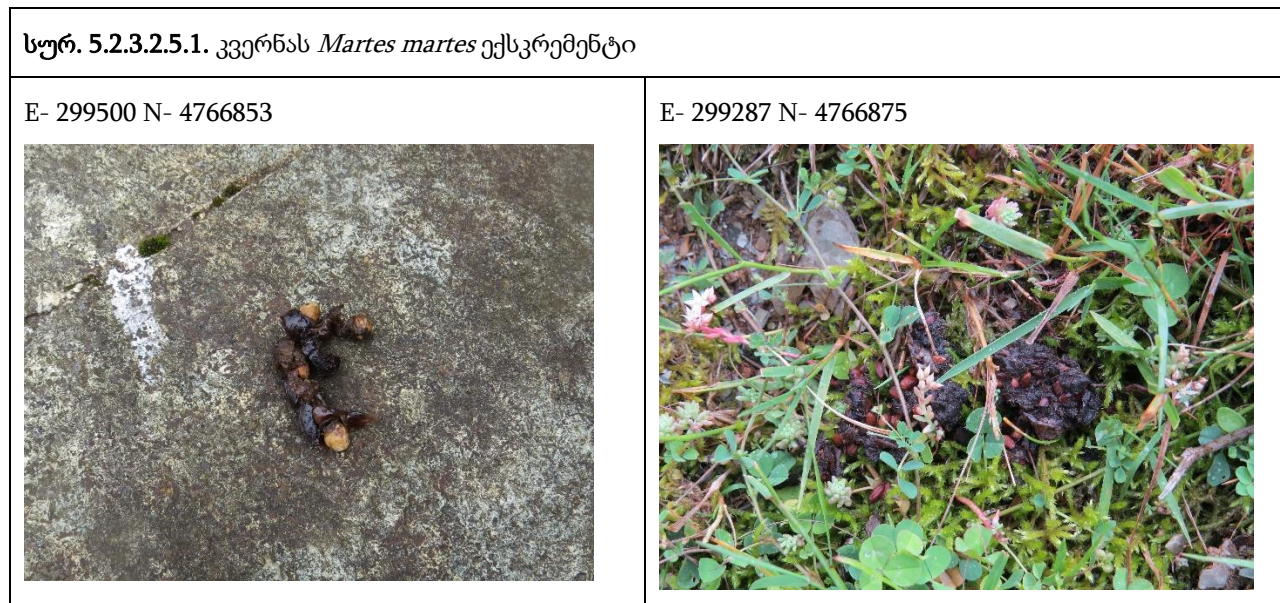 სურ. 5.2.3.2.5.1. კვერნას Martes martes ექსკრემენტი
E- 299500 N- 4766853
E- 299287 N- 4766875